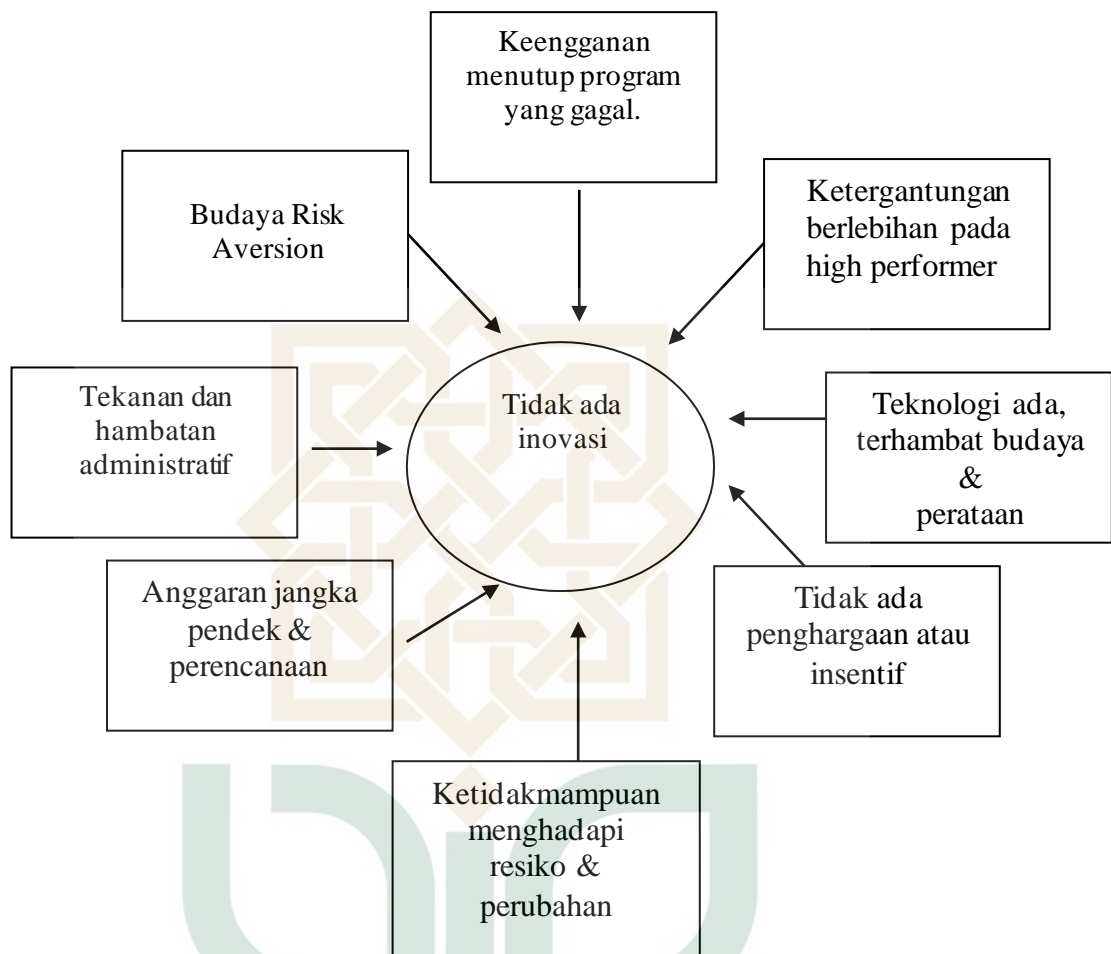 Keengganan
menutup program
yang gagal.
Budaya Risk
Aversion
Ketergantungan
berlebihan pada
high performer
Tekanan dan
hambatan
administratif
Tidak ada
inovasi
Teknologi ada,
terhambat budaya
&
perataan
Anggaran jangka
pendek &
perencanaan
Tidak ada
penghargaan atau
insentif
Ketidakmampuan
menghadapi
resiko &
perubahan